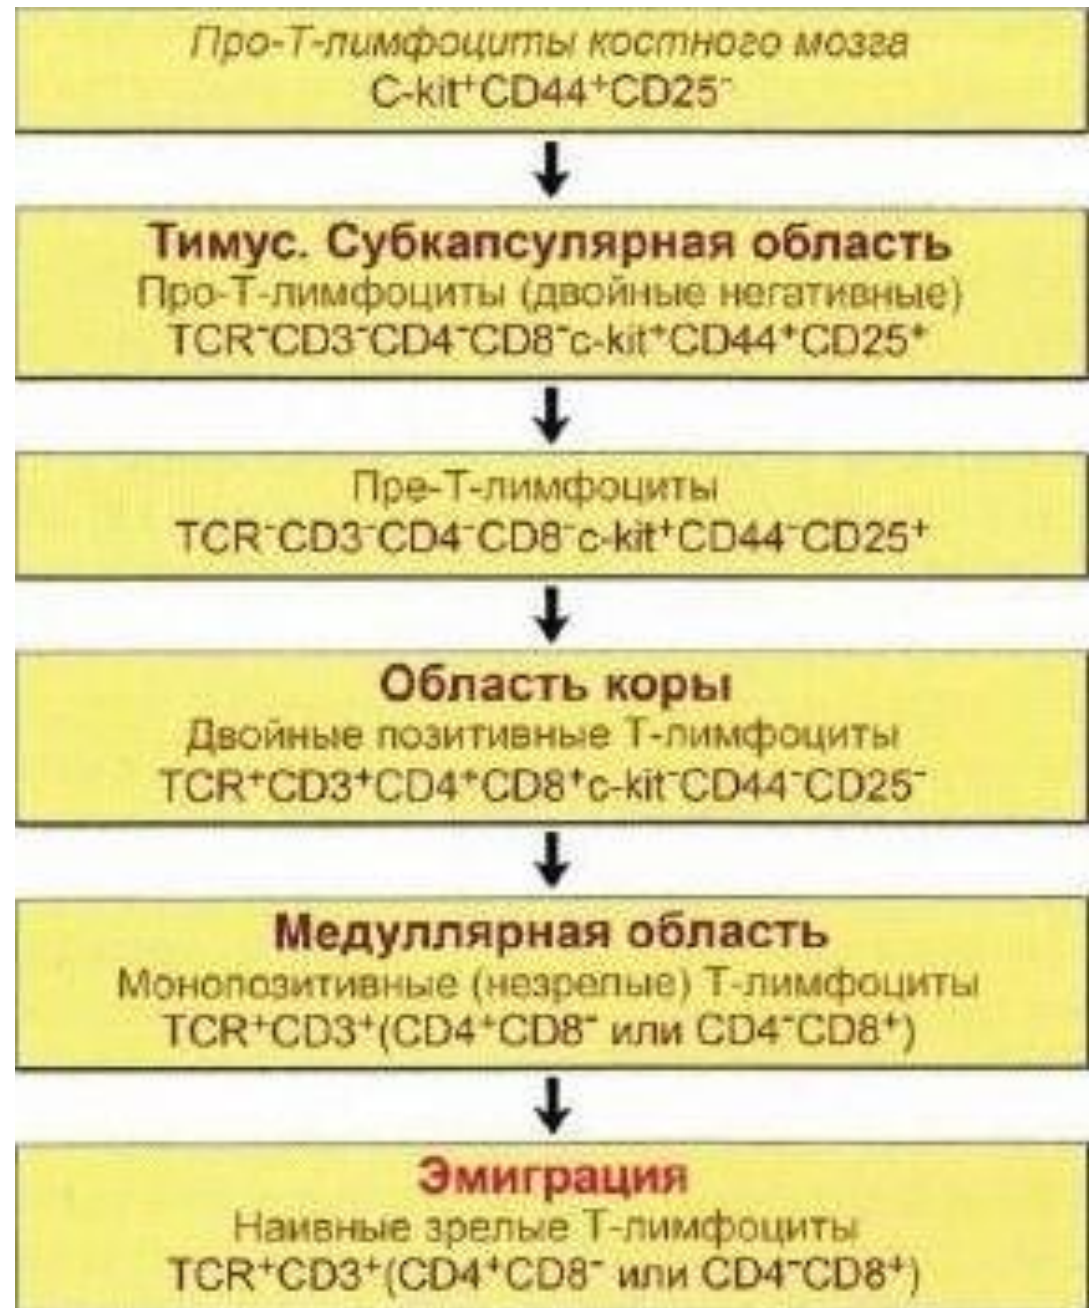 Про-Т-лимфоциты костного мозга
C-kit⁺CD44⁺CD25⁻
Тимус. Субкапсулярная область
Про-Т-лимфоциты (двойные негативные)
TCR⁻CD3⁻CD4⁻CD8⁻c-kit⁺CD44⁺CD25⁺
Пре-Т-лимфоциты
TCR⁻CD3⁻CD4⁻CD8⁻c-kit⁺CD44⁻CD25⁺
Область коры
Двойные позитивные Т-лимфоциты
TCR⁺CD3⁺CD4⁺CD8⁺c-kit⁻CD44⁻CD25⁻
Медуллярная область
Монопозитивные (незрелые) Т-лимфоциты
TCR⁺CD3⁺(CD4⁺CD8⁻ или CD4⁻CD8⁺)
Эмиграция
Наивные зрелые Т-лимфоциты
TCR⁺CD3⁺(CD4⁺CD8⁻ или CD4⁻CD8⁺)